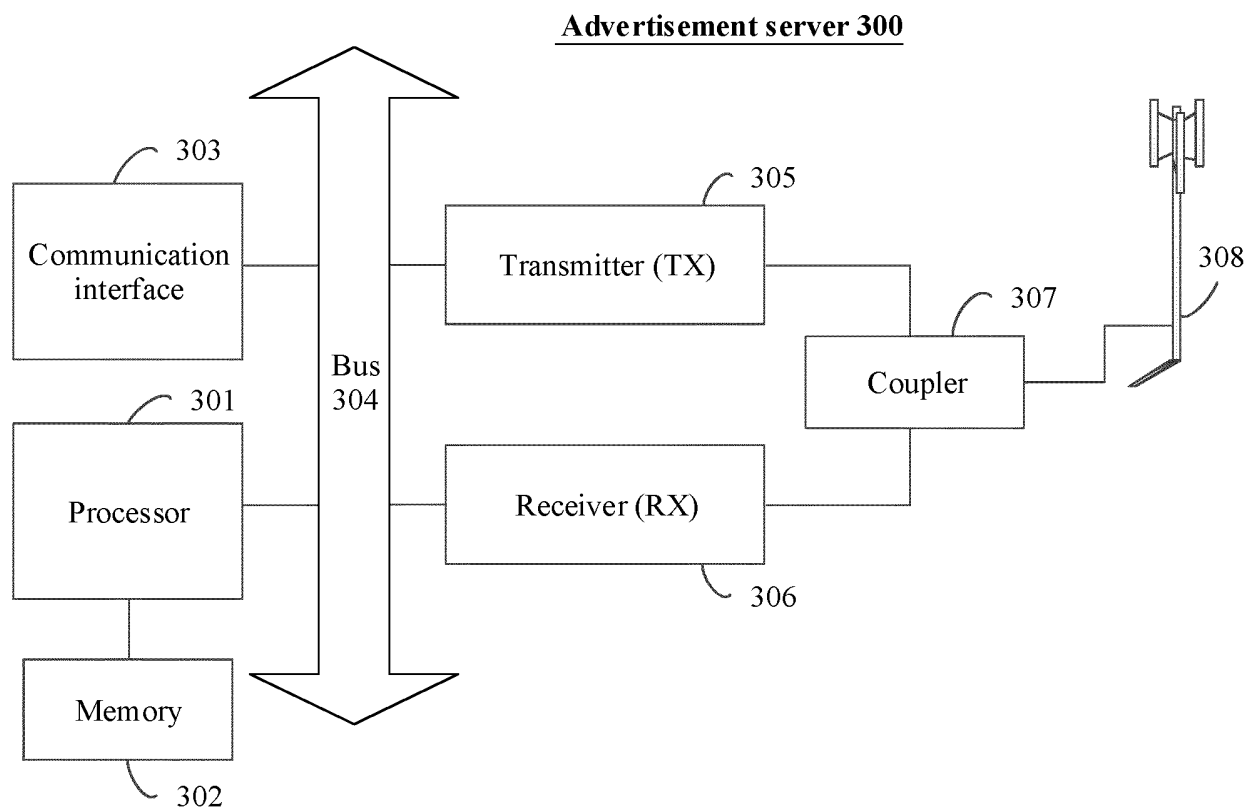 Advertisement server 300
303
Communication
interface
305
Transmitter (TX)
308
307
Coupler
Bus
304
301
Processor
Receiver (RX)
306
Memory
302